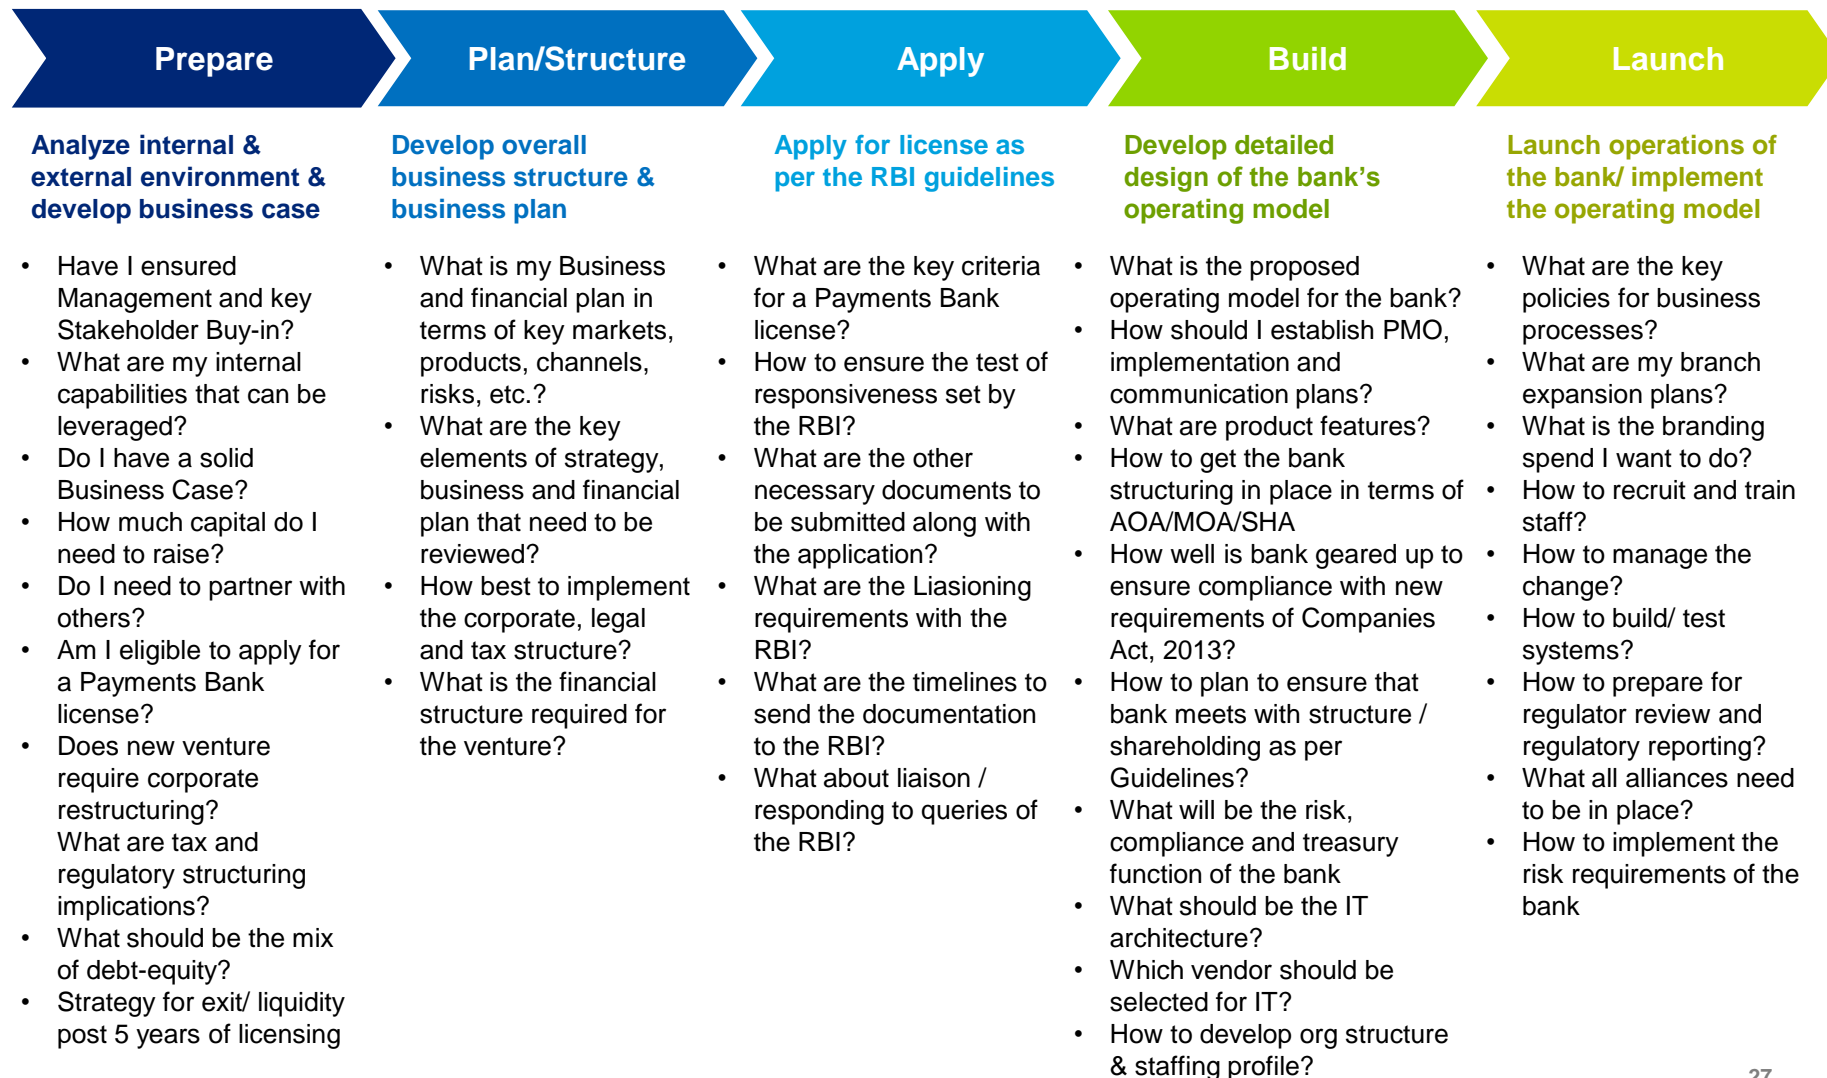 Prepare
Plan/Structure
Apply
Build
Launch
Analyze internal &
external environment &
develop business case
• Have I ensured
Management and key
Stakeholder Buy-in?
• What are my internal
capabilities that can be
leveraged?
• Do I have a solid
Business Case?
• How much capital do I
need to raise?
• Do I need to partner with
others?
• Am I eligible to apply for
a Payments Bank
license?
• Does new venture
require corporate
restructuring?
What are tax and
regulatory structuring
implications?
• What should be the mix
of debt-equity?
• Strategy for exit/ liquidity
post 5 years of licensing
Develop overall
business structure &
business plan
• What is my Business
and financial plan in
terms of key markets,
products, channels,
risks, etc.?
• What are the key
elements of strategy,
business and financial
plan that need to be
reviewed?
• How best to implement
the corporate, legal
and tax structure?
• What is the financial
structure required for
the venture?
Apply for license as
per the RBI guidelines
• What are the key criteria
for a Payments Bank
license?
• How to ensure the test of
responsiveness set by
the RBI?
• What are the other
necessary documents to
be submitted along with
the application?
• What are the Liasioning
requirements with the
RBI?
• What are the timelines to
send the documentation
to the RBI?
• What about liaison /
responding to queries of
the RBI?
Develop detailed
design of the bank's
operating model
• What is the proposed
operating model for the bank?
• How should I establish PMO,
implementation and
communication plans?
• What are product features?
• How to get the bank
structuring in place in terms of
AOA/MOA/SHA
• How well is bank geared up to
ensure compliance with new
requirements of Companies
Act, 2013?
• How to plan to ensure that
bank meets with structure /
shareholding as per
Guidelines?
• What will be the risk,
compliance and treasury
function of the bank
• What should be the IT
architecture?
• Which vendor should be
selected for IT?
• How to develop org structure
& staffing profile?
Launch operations of
the bank/ implement
the operating model
• What are the key
policies for business
processes?
• What are my branch
expansion plans?
• What is the branding
spend I want to do?
• How to recruit and train
staff?
• How to manage the
change?
• How to build/ test
systems?
• How to prepare for
regulator review and
regulatory reporting?
• What all alliances need
to be in place?
• How to implement the
risk requirements of the
bank
27